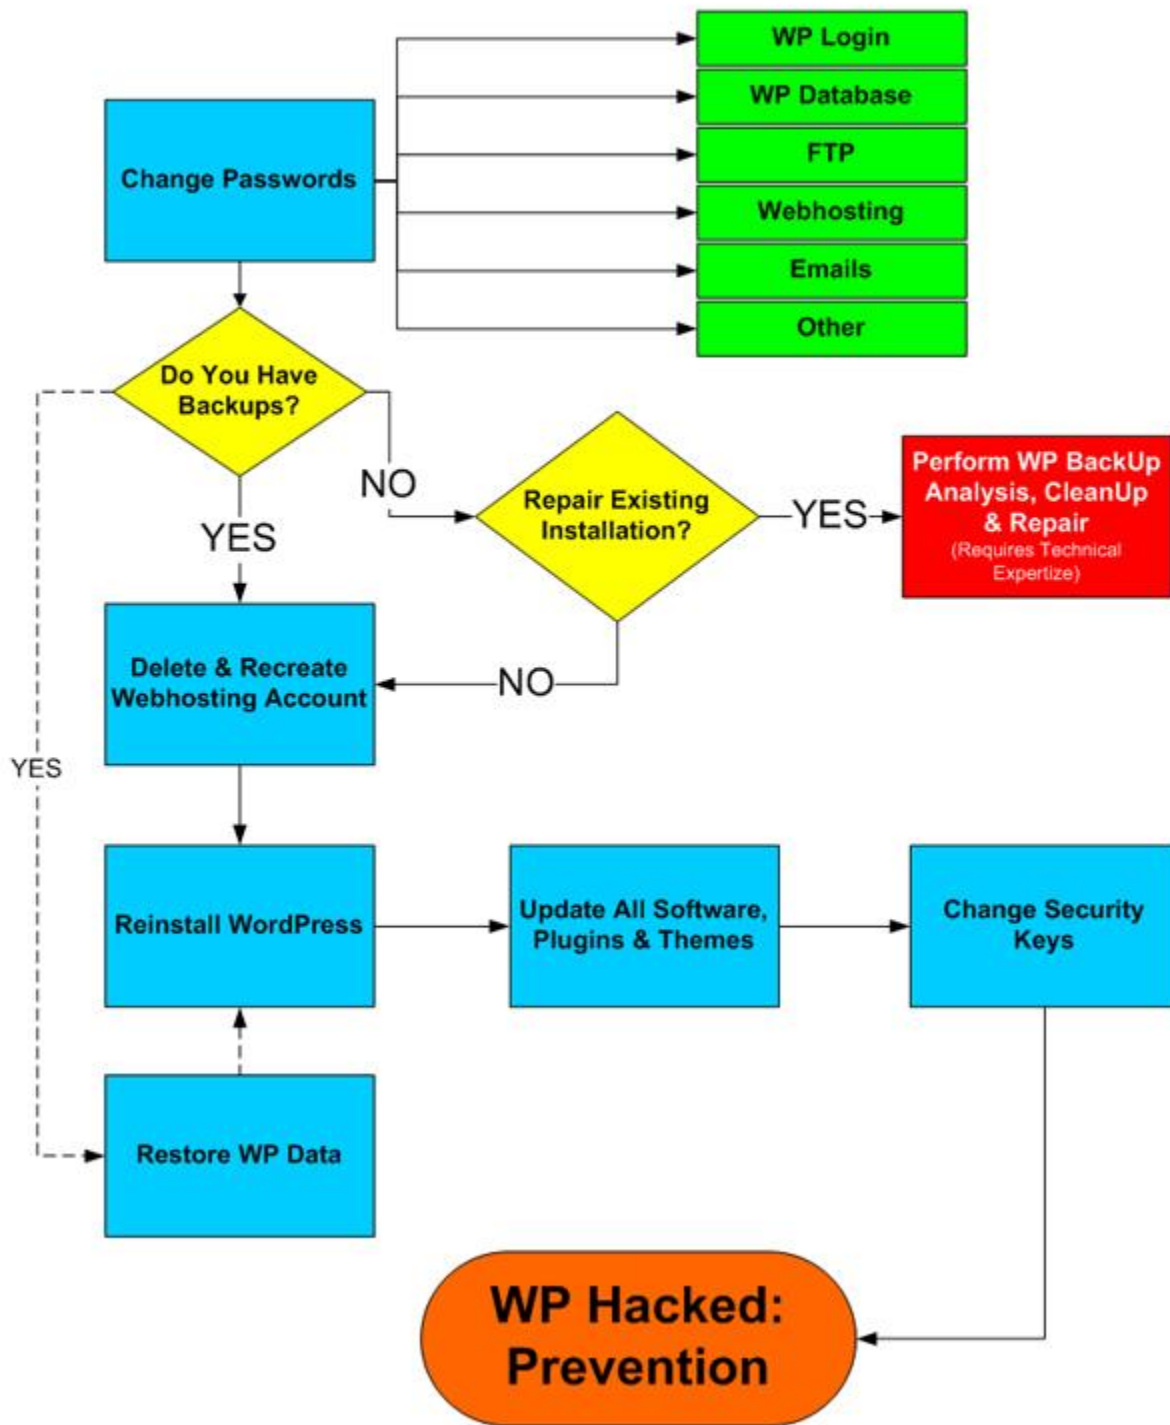 WP Login
WP Database
FTP
Webhosting
Emails
Other
Change Passwords
Do You Have
Backups?
NO
YES
Repair Existing
Installation?
YES
Perform WP BackUp
Analysis, CleanUp
& Repair
(Requires Technical
Expertize)
NO
Delete & Recreate
Webhosting Account
YES
Reinstall WordPress
Update All Software,
Plugins & Themes
Change Security
Keys
Restore WP Data
WP Hacked:
Prevention